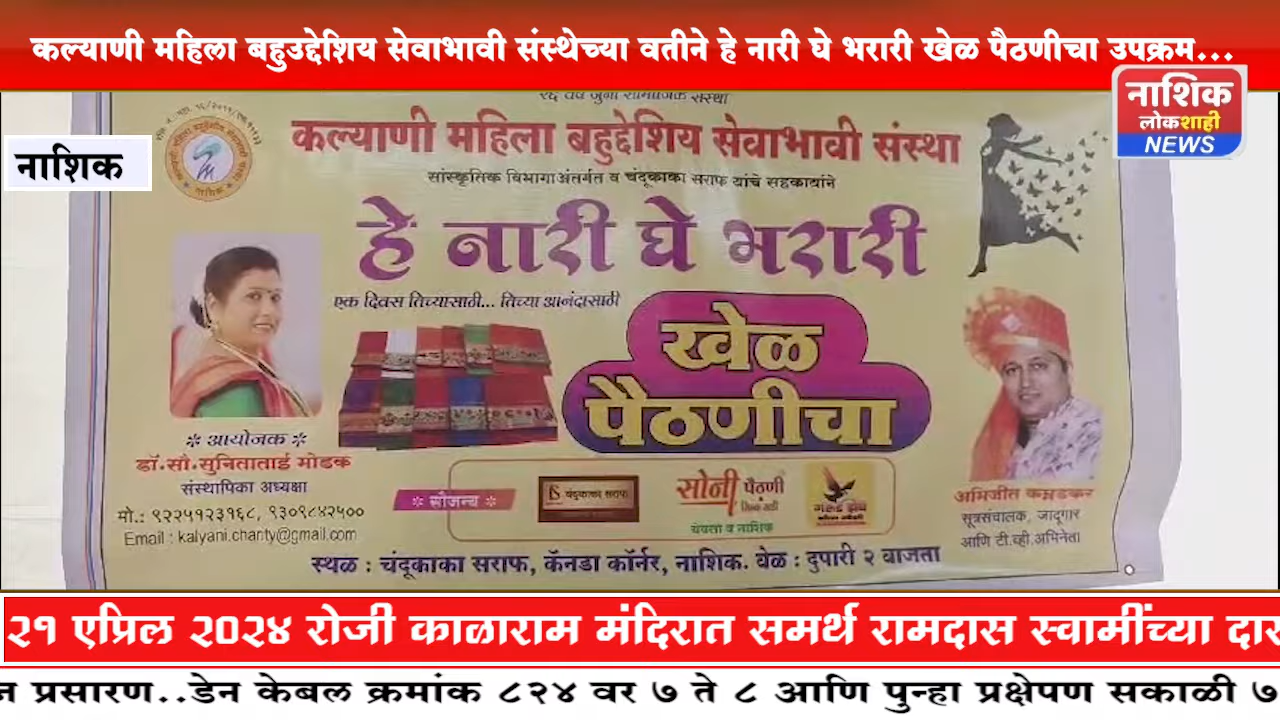 कल्याणी महिला बहुउद्देशिय सेवाभावी संस्थेच्या वतीने हे नारी घे भरारी खेळ पैठणीचा उपक्रम...
नाशिक
लोकशाही
NEWS
नाशिक
कल्याणी महिला बहुद्देशिय सेवाभावी संस्था
सांस्कृतिक विभागाअंतर्गत व चंदूकाका सराफ यांचे सहकार्याने
हे नारी घे भरारी
एक दिवस तिच्यासाठी... तिच्या आनंदासाठी
खेळ
पैठणीचा
आयोजक
डॉ.सौ.सुनिताताई मोडक
संस्थापिका अध्यक्षा
मो.: ९२२५१२३१६८, ९३०९८४२५००
Email : kalyani.charity@gmail.com
सौजन्य
चंदूकाका सराफ
सोनी पैठणी
येवला व नाशिक
अमिजीत कम्नडकर
सूत्रसंचालक, जादूगार
आणि टी.व्ही.अभिनेता
स्थळ : चंदूकाका सराफ, कॅनडा कॉर्नर, नाशिक. वेळ : दुपारी २ वाजता
२१ एप्रिल २०२४ रोजी काळाराम मंदिरात समर्थ रामदास स्वामींच्या
प्रसारण..डेन केबल क्रमांक ८२४ वर ७ ते ८ आणि पुन्हा प्रक्षेपण सकाळी ७